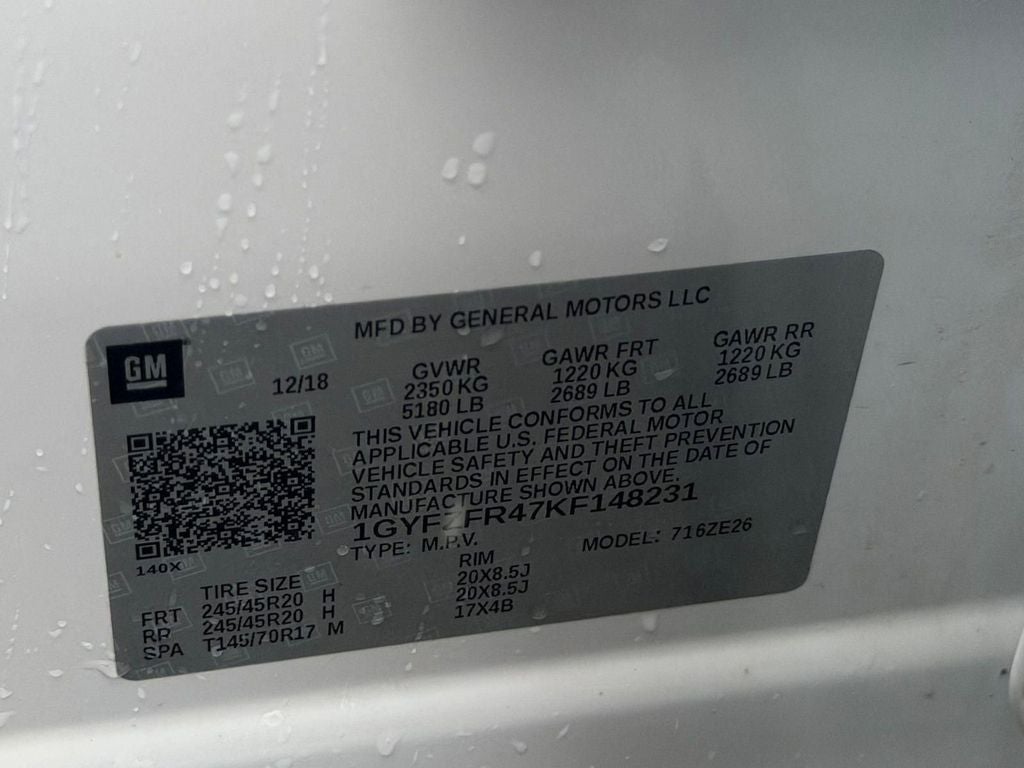 MFD BY GENERAL MOTORS LLC
GM
12/18
GVWR
2350 KG
5180 LB
GAWR FRT
1220 KG
2689 LB
GAWR RR
1220 KG
2689 LB
THIS VEHICLE CONFORMS TO ALL
APPLICABLE U.S. FEDERAL MOTOR
VEHICLE SAFETY AND THEFT PREVENTION
STANDARDS IN EFFECT ON THE DATE OF
MANUFACTURE SHOWN ABOVE.
1GYFZFR47KF148231
TYPE: M.P.V.
MODEL: 716ZE26
140X
TIRE SIZE RIM
FRT 245/45R20 H 20X8.5J
RR 245/45R20 H 20X8.5J
SPA T145/70R17 M 17X4B